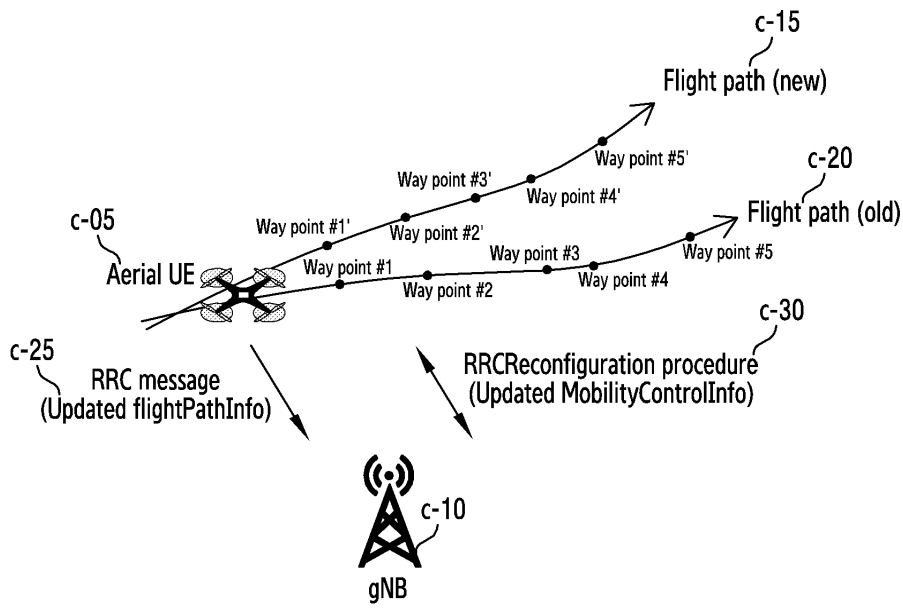 c-15
Flight path (new)
Way point #5'
Way point #3'
Way point #4'
c-20
Flight path (old)
c-05
Way point #1'
Way point #2'
Aerial UE
Way point #1
Way point #3
Way point #5
Way point #2
Way point #4
c-30
c-25
RRC message
(Updated flightPathInfo)
RRCReconfiguration procedure
(Updated MobilityControlInfo)
c-10
gNB